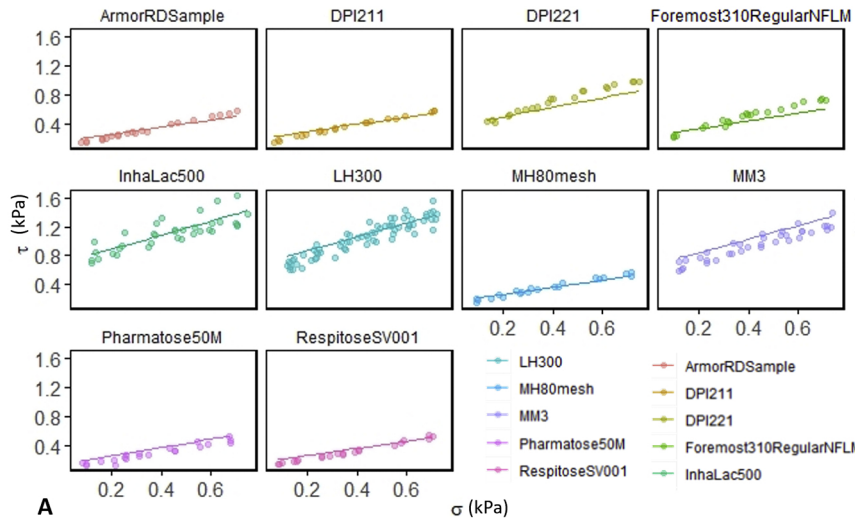 ArmorRDSample DPI211 DPI221 Foremost310RegularNFLM
1.6
1.2
0.8
0.4
InhaLac500 LH300 MH80mesh MM3
1.6
1.2
0.8
0.4
0.2 0.4 0.6 0.2 0.4 0.6
τ (kPa)
Pharmatose50M RespitoseSV001
1.6
1.2
0.8
0.4
0.2 0.4 0.6 0.2 0.4 0.6
LH300
MH80mesh
MM3
Pharmatose50M
RespitoseSV001
ArmorRDSample
DPI211
DPI221
Foremost310RegularNFLM
InhaLac500
A
σ (kPa)